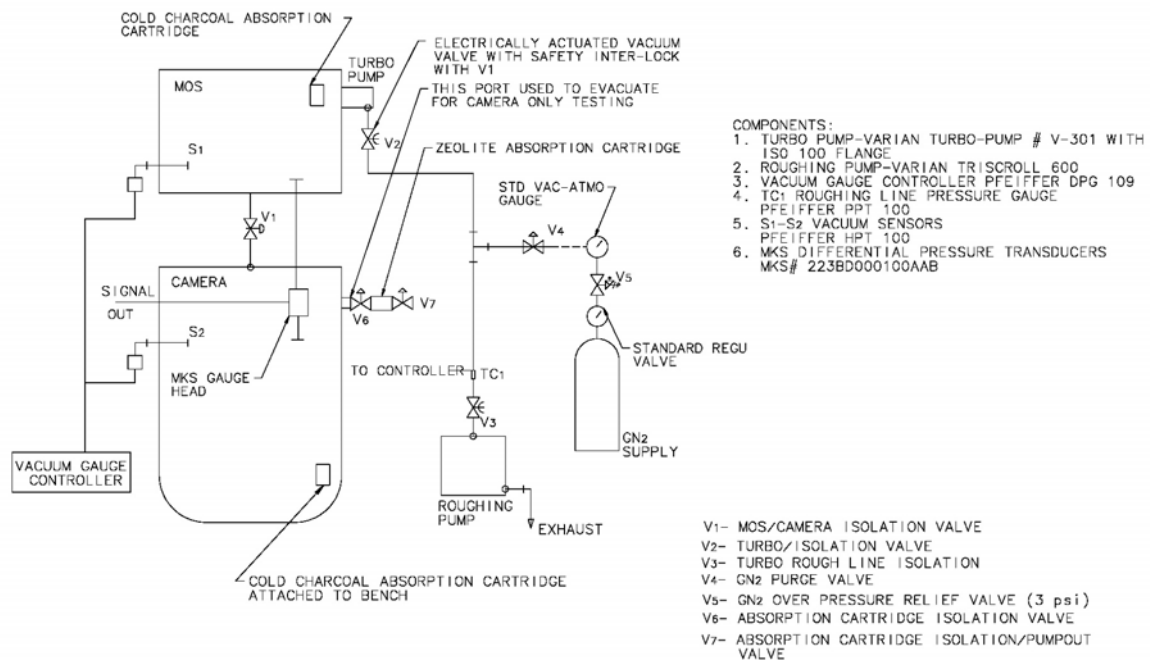 COLD CHARCOAL ABSORPTION
CARTRIDGE
MOS
TURBO
PUMP
ELECTRICALLY ACTUATED VACUUM
VALVE WITH SAFETY INTER-LOCK
WITH V1
THIS PORT USED TO EVACUATE
FOR CAMERA ONLY TESTING
V2
ZEOLITE ABSORPTION CARTRIDGE
S1
V1
STD VAC-ATMO
GAUGE
V4
V5
CAMERA
SIGNAL
OUT
V6
V7
S2
MKS GAUGE
HEAD
TO CONTROLLER
TC1
STANDARD REGU
VALVE
V3
GN2
SUPPLY
VACUUM GAUGE
CONTROLLER
ROUGHING
PUMP
EXHAUST
COLD CHARCOAL ABSORPTION CARTRIDGE
ATTACHED TO BENCH
COMPONENTS:
1. TURBO PUMP-VARIAN TURBO-PUMP # V-301 WITH
ISO 100 FLANGE
2. ROUGHING PUMP-VARIAN TRISCROLL 600
3. VACUUM GAUGE CONTROLLER PFEIFFER DPG 109
4. TC1 ROUGHING LINE PRESSURE GAUGE
PFEIFFER PPT 100
5. S1-S2 VACUUM SENSORS
PFEIFFER HPT 100
6. MKS DIFFERENTIAL PRESSURE TRANSDUCERS
MKS# 223BD000100AAB
V1- MOS/CAMERA ISOLATION VALVE
V2- TURBO/ISOLATION VALVE
V3- TURBO ROUGH LINE ISOLATION
V4- GN2 PURGE VALVE
V5- GN2 OVER PRESSURE RELIEF VALVE (3 psi)
V6- ABSORPTION CARTRIDGE ISOLATION VALVE
V7- ABSORPTION CARTRIDGE ISOLATION/PUMPOUT
VALVE